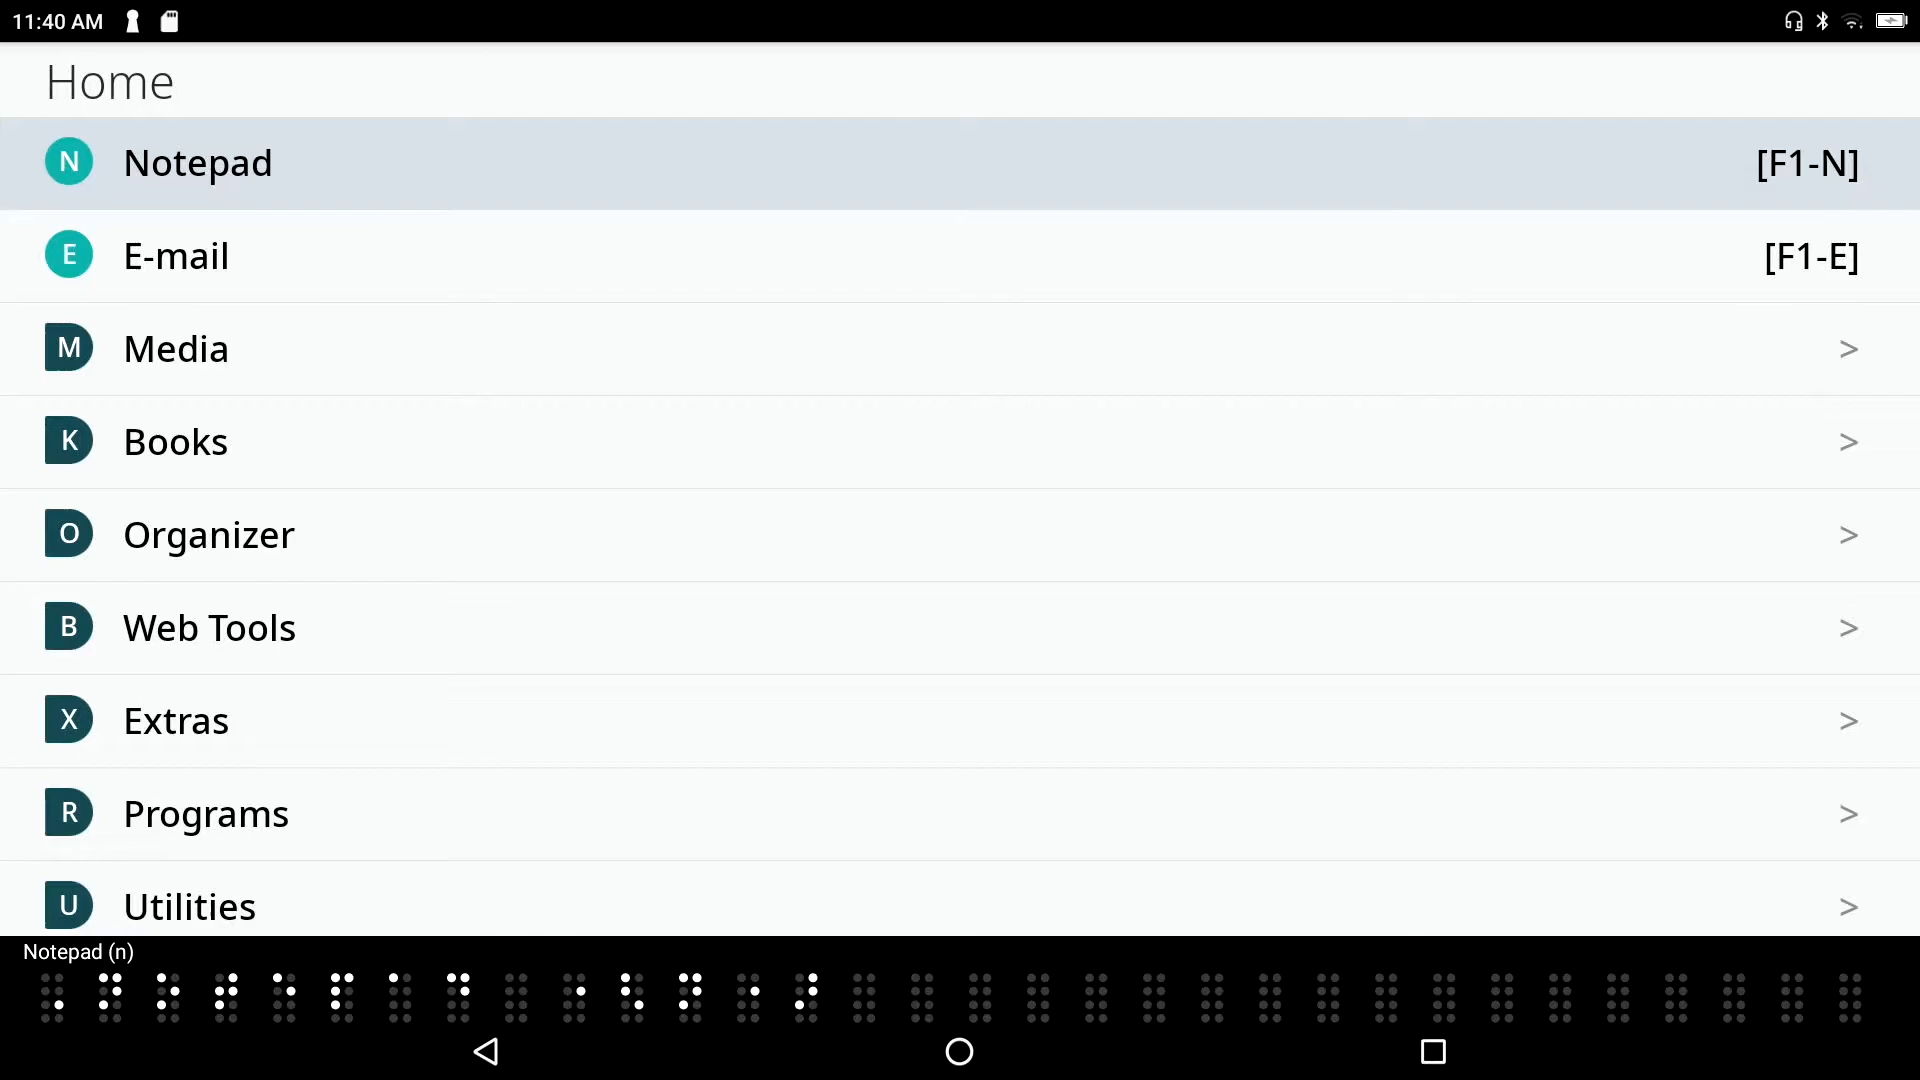 11:40 AM
Home
N Notepad [F1-N]
E E-mail [F1-E]
M Media >
K Books >
O Organizer >
B Web Tools >
X Extras >
R Programs >
U Utilities >
Notepad (n)
⠠⠝⠕⠞⠑⠏⠁⠙⠀⠐⠣⠝⠐⠜